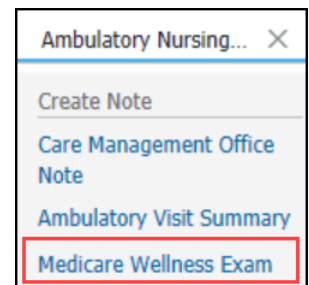 Ambulatory Nursing...
Create Note
Care Management Office
Note
Ambulatory Visit Summary
Medicare Wellness Exam